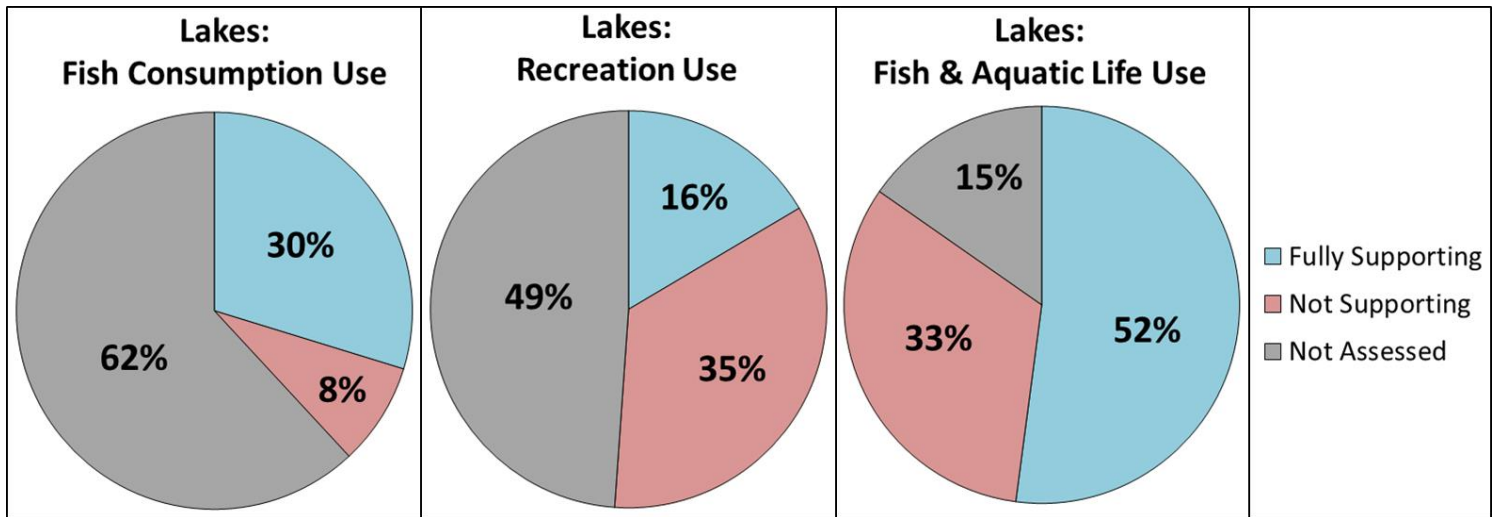 Lakes:
Fish Consumption Use
30%
8%
62%
Lakes:
Recreation Use
16%
35%
49%
Lakes:
Fish & Aquatic Life Use
52%
33%
15%
Fully Supporting
Not Supporting
Not Assessed